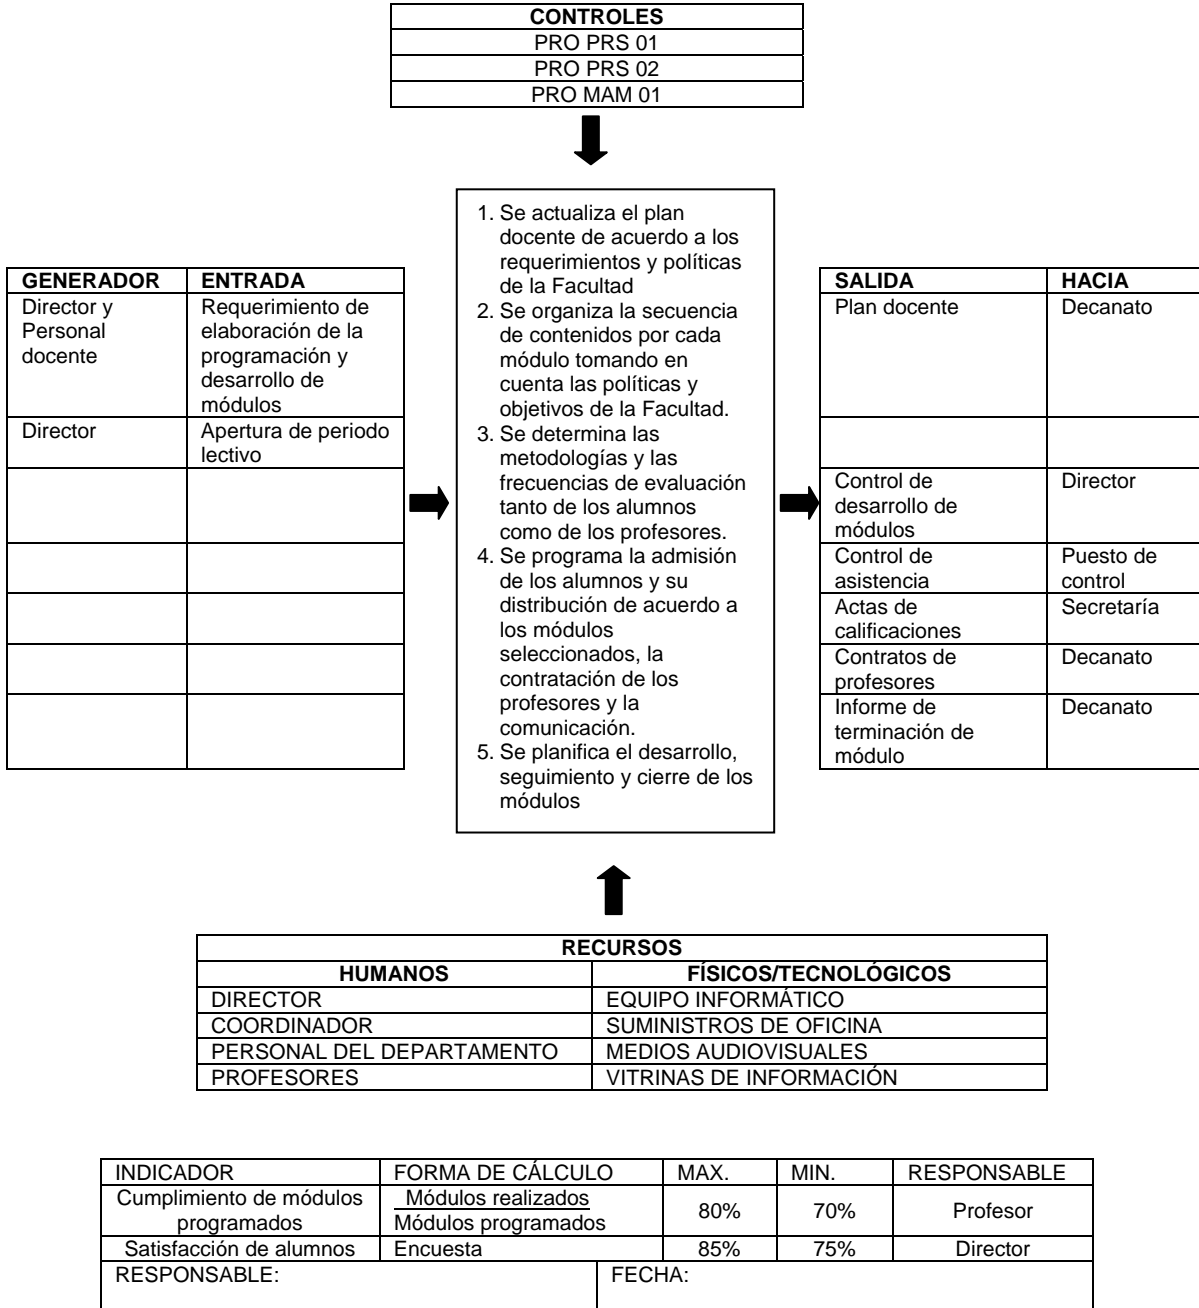 CONTROLES
PRO PRS 01
PRO PRS 02
PRO MAM 01
GENERADOR ENTRADA
Director y Requerimiento de
Personal elaboración de la
docente programación y
desarrollo de
módulos
Director Apertura de periodo
lectivo
1. Se actualiza el plan
docente de acuerdo a los
requerimientos y políticas
de la Facultad
2. Se organiza la secuencia
de contenidos por cada
módulo tomando en
cuenta las políticas y
objetivos de la Facultad.
3. Se determina las
metodologías y las
frecuencias de evaluación
tanto de los alumnos
como de los profesores.
4. Se programa la admisión
de los alumnos y su
distribución de acuerdo a
los módulos
seleccionados, la
contratación de los
profesores y la
comunicación.
5. Se planifica el desarrollo,
seguimiento y cierre de los
módulos
SALIDA HACIA
Plan docente Decanato
Control de Director
desarrollo de
módulos
Control de Puesto de
asistencia control
Actas de Secretaría
calificaciones
Contratos de Decanato
profesores
Informe de Decanato
terminación de
módulo
RECURSOS
HUMANOS FÍSICOS/TECNOLÓGICOS
DIRECTOR EQUIPO INFORMÁTICO
COORDINADOR SUMINISTROS DE OFICINA
PERSONAL DEL DEPARTAMENTO MEDIOS AUDIOVISUALES
PROFESORES VITRINAS DE INFORMACIÓN
INDICADOR FORMA DE CÁLCULO MAX. MIN. RESPONSABLE
Cumplimiento de módulos Módulos realizados
programados Módulos programados 80% 70% Profesor
Satisfacción de alumnos Encuesta 85% 75% Director
RESPONSABLE: FECHA: